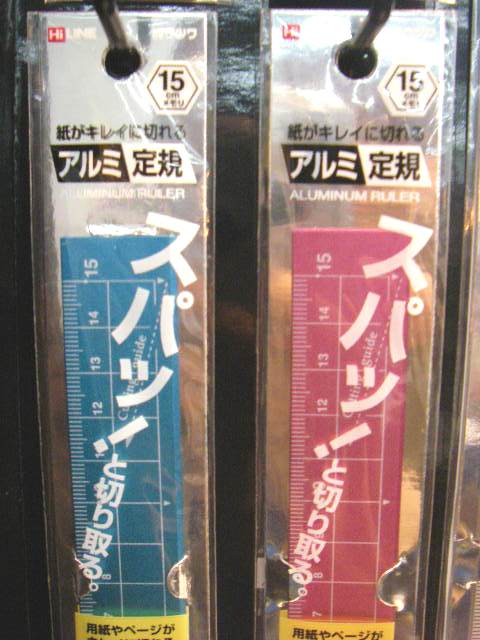 Hi LINE
15
cm
メモリ
紙がキレイに切れる
アルミ定規
ALUMINUM RULER
スパッ!と切り取る。
15
14
13
12
8
7
Cutting guide
用紙やページが
Hi
15
cm
メモリ
紙がキレイに切れる
アルミ定規
ALUMINUM RULER
スパッ!と切り取る。
15
14
13
12
8
7
Cutting guide
用紙やページが